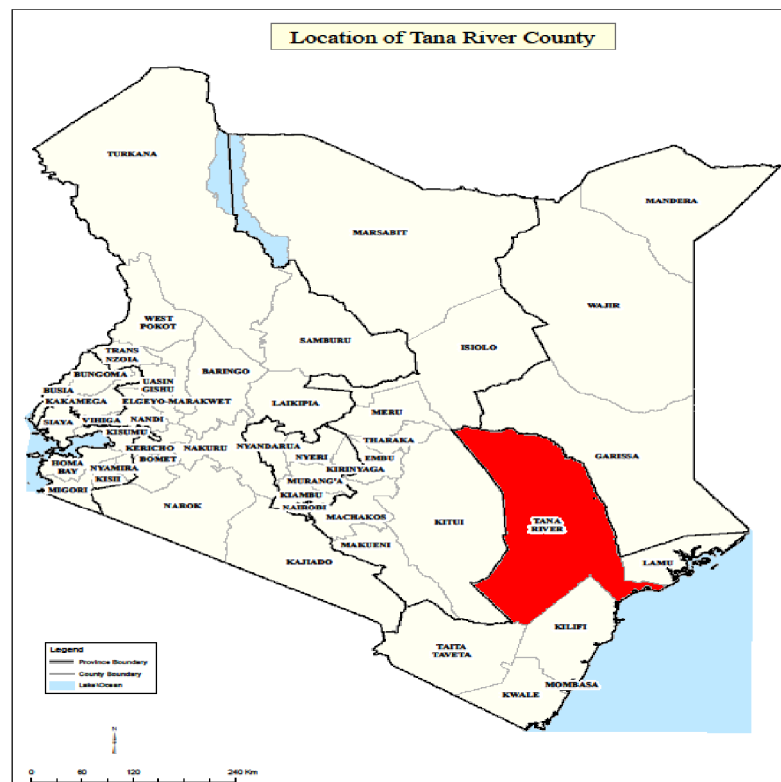 Location of Tana River County
TURKANA
MANDERA
MARSABIT
WAJIR
WEST
POKOT
SAMBURU
ISIOLO
TRANS
NZOIA
BUNGOMA
BARINGO
UASIN
GISHU
BUSIA
KAKAMEGA
ELGEYO-MARAKWET
LAIKIPIA
MERU
SIAYA
VIHIGA
NANDI
KISUMU
THARAKA
KERICHO
NAKURU
NYANDARUA
NYERI
EMBU
GARISSA
BOMET
HOMA
BAY
NYAMIRA
KIRINYAGA
KISII
MURANG'A
MIGORI
KIAMBU
NAROK
NAIROBI
MACHAKOS
KITUI
TANA
RIVER
MAKUENI
KAJIADO
LAMU
KILIFI
TAITA
TAVETA
MOMBASA
KWALE
Legend
Province Boundary
County Boundary
Lake\Ocean
N
0 60 120 240 Km